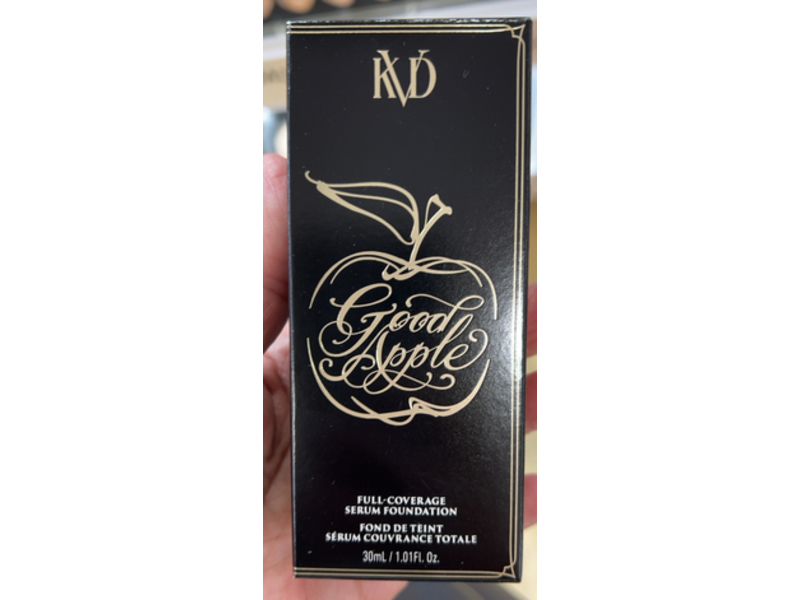 KVD
Good
Apple
FULL-COVERAGE
SERUM FOUNDATION
FOND DE TEINT
SÉRUM COUVRANCE TOTALE
30mL / 1.01Fl. Oz.